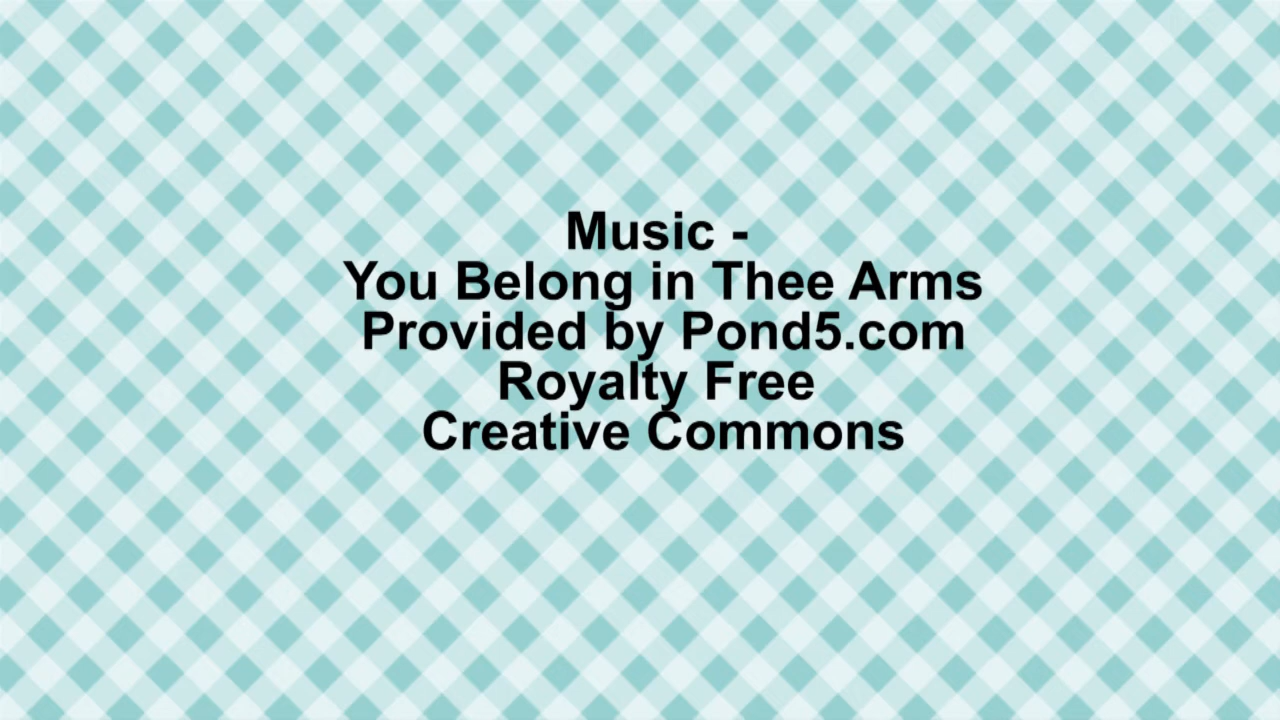 Music -
You Belong in Thee Arms
Provided by Pond5.com
Royalty Free
Creative Commons